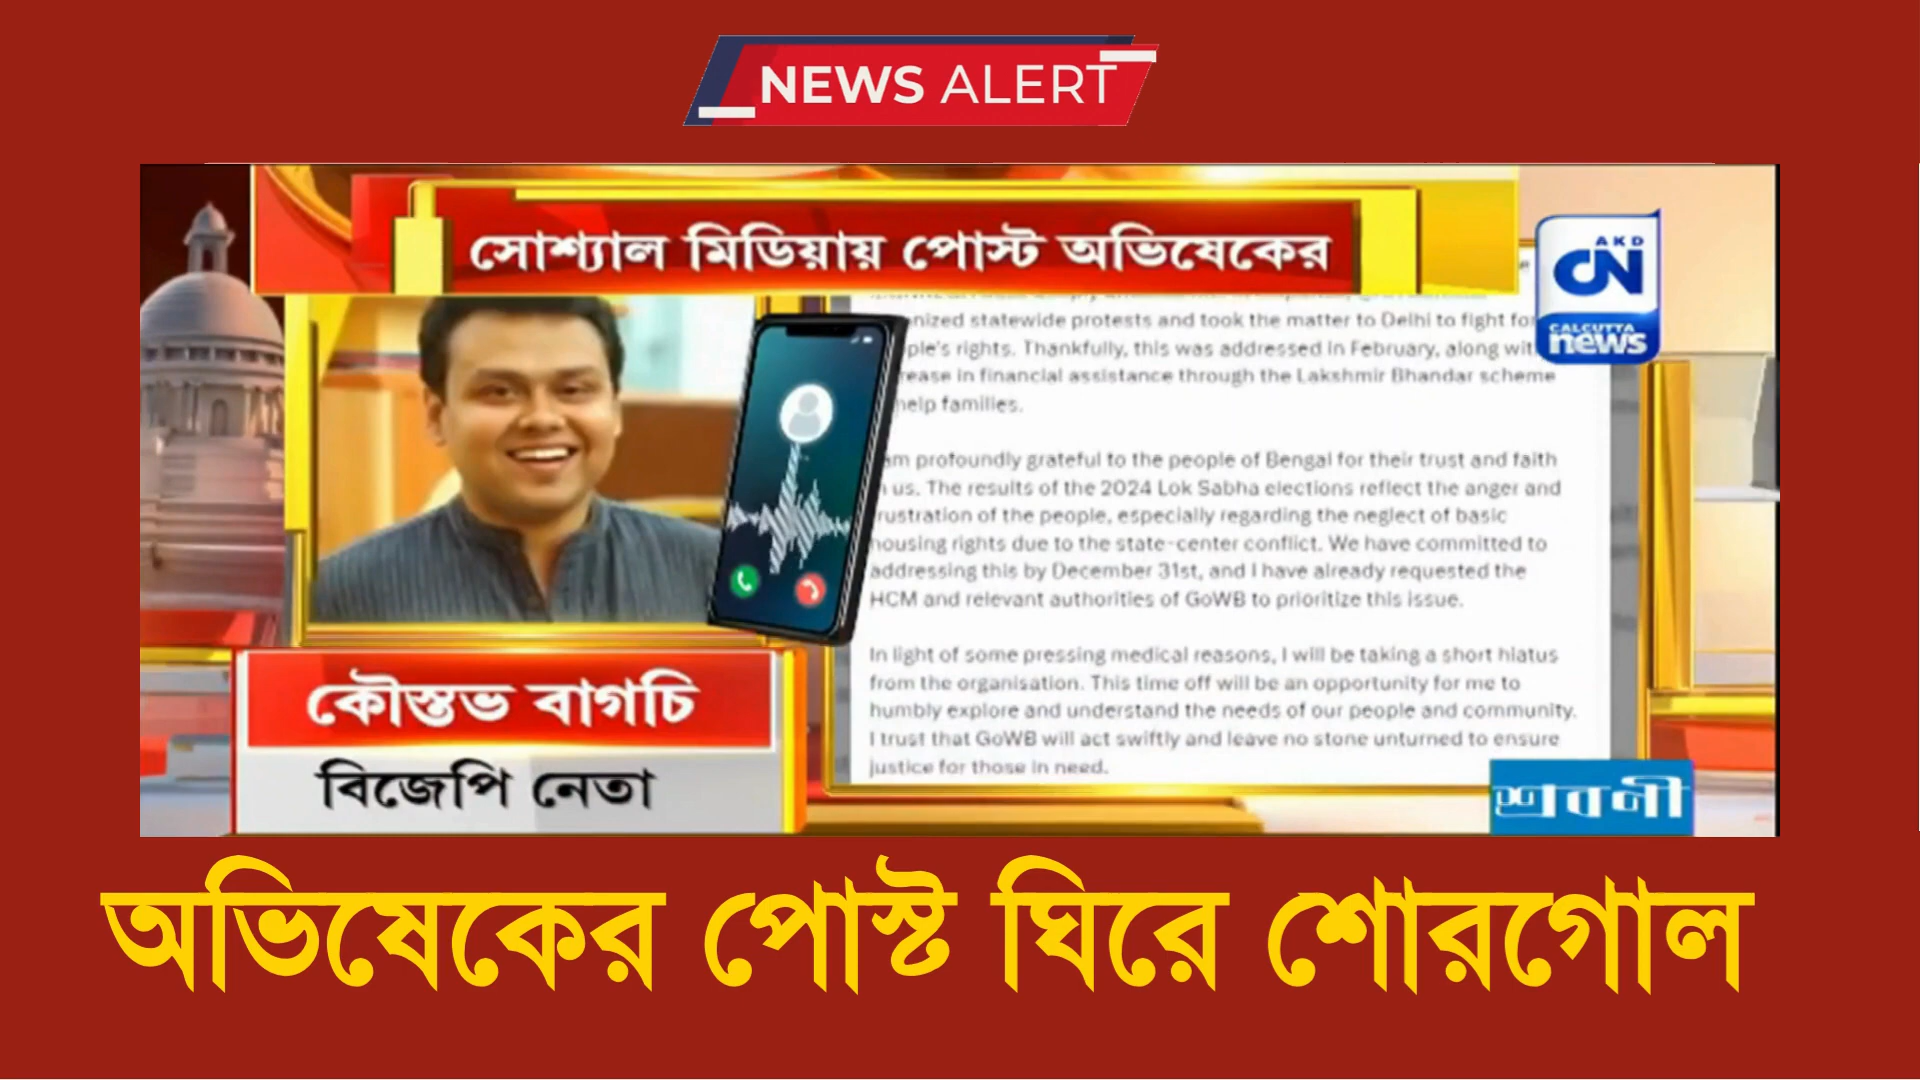 NEWS ALERT
সোশ্যাল মিডিয়ায় পোস্ট অভিষেকের
AKD
CN
CALCUTTA
news
nized statewide protests and took the matter to Delhi to fight for
ple's rights. Thankfully, this was addressed in February, along with
rease in financial assistance through the Lakshmir Bhandar scheme
help families.
am profoundly grateful to the people of Bengal for their trust and faith
us. The results of the 2024 Lok Sabha elections reflect the anger and
rustration of the people, especially regarding the neglect of basic
housing rights due to the state-center conflict. We have committed to
addressing this by December 31st, and I have already requested the
HCM and relevant authorities of GoWB to prioritize this issue.
In light of some pressing medical reasons, I will be taking a short hiatus
from the organisation. This time off will be an opportunity for me to
humbly explore and understand the needs of our people and community.
I trust that GoWB will act swiftly and leave no stone unturned to ensure
justice for those in need.
কৌস্তভ বাগচি
বিজেপি নেতা
শ্রবনী
অভিষেকের পোস্ট ঘিরে শোরগোল